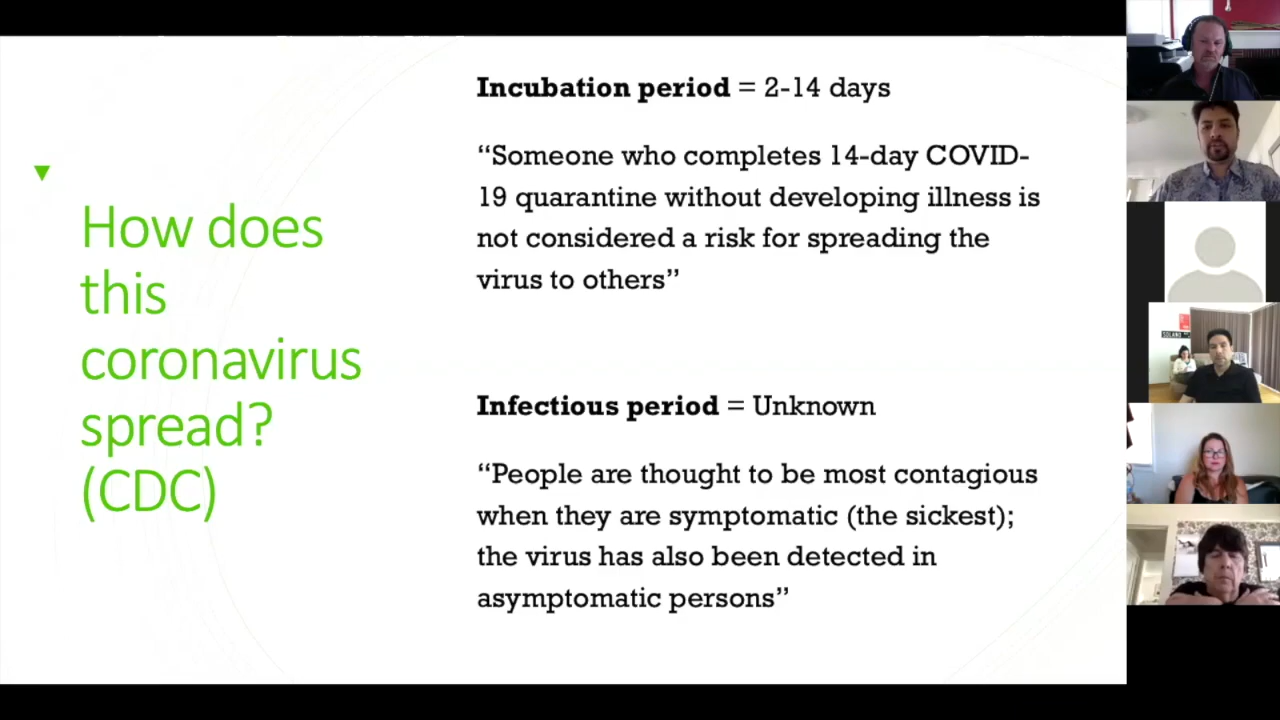 How does
this
coronavirus
spread?
(CDC)
Incubation period = 2-14 days
“Someone who completes 14-day COVID-
19 quarantine without developing illness is
not considered a risk for spreading the
virus to others”
Infectious period = Unknown
“People are thought to be most contagious
when they are symptomatic (the sickest);
the virus has also been detected in
asymptomatic persons”